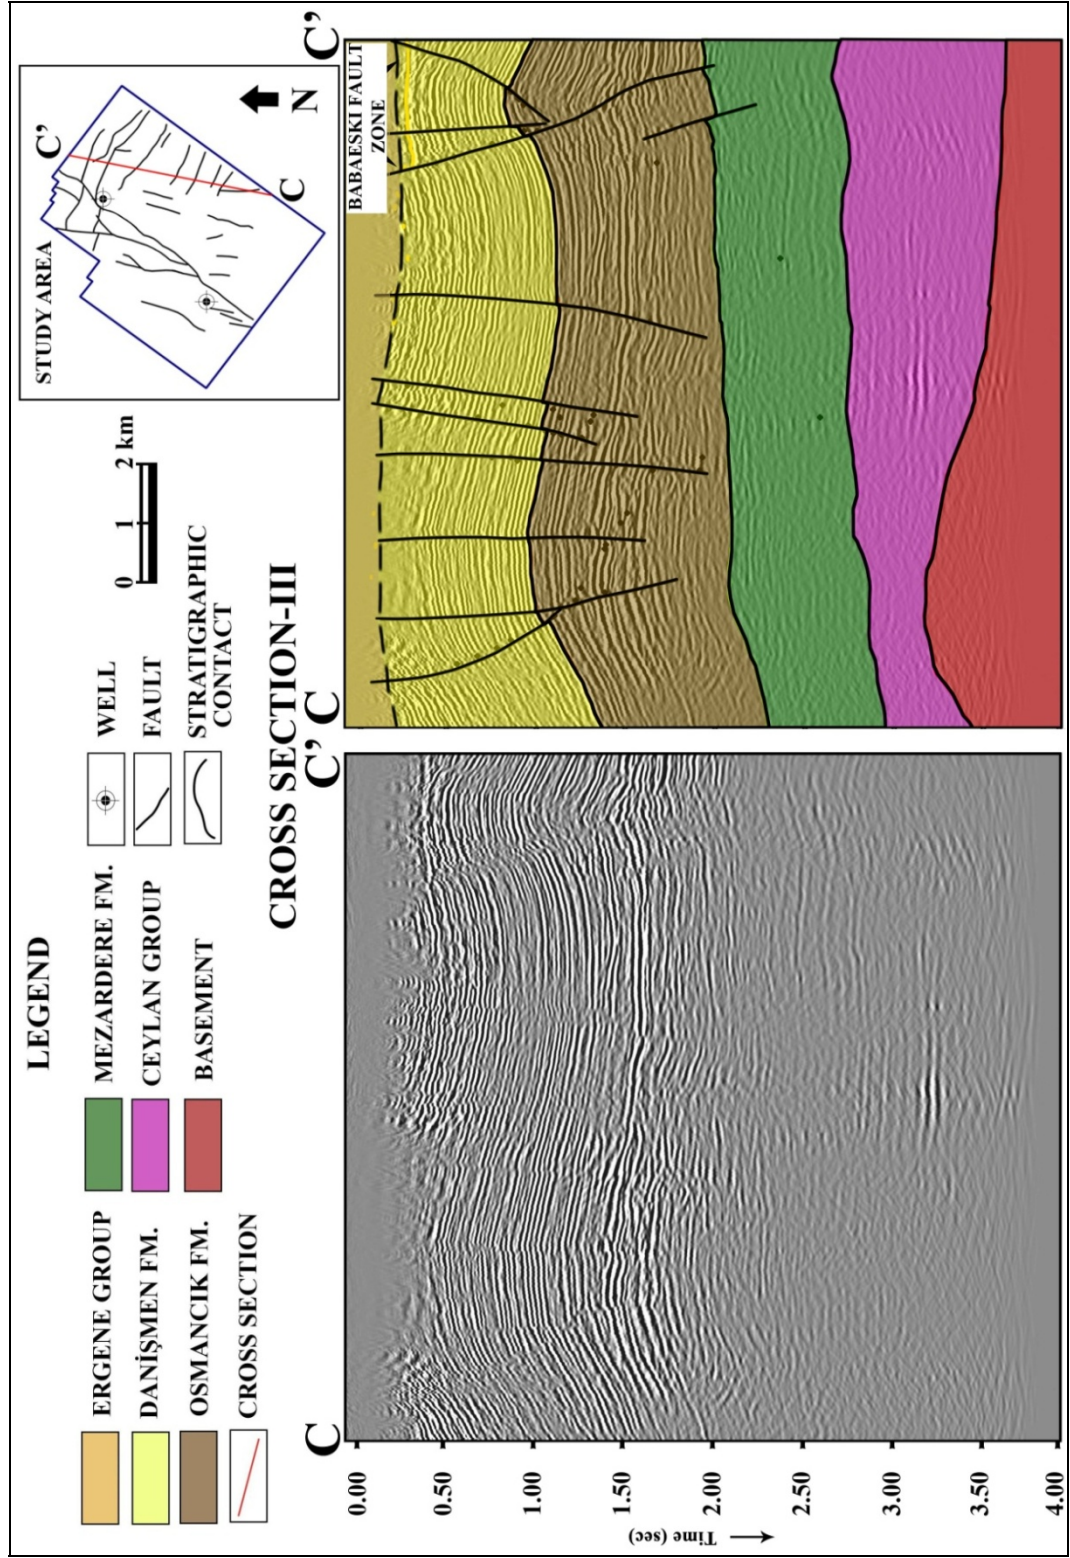 LEGEND
ERGENE GROUP
DANİŞMEN FM.
OSMANCIK FM.
CROSS SECTION
MEZARDERE FM.
CEYLAN GROUP
BASEMENT
WELL
FAULT
STRATIGRAPHIC
CONTACT
0 1 2 km
STUDY AREA
C'
C
N
CROSS SECTION-III
C
C'
C
C'
BABAESKI FAULT
ZONE
0.00
0.50
1.00
1.50
2.00
2.50
3.00
3.50
4.00
Time (sec)